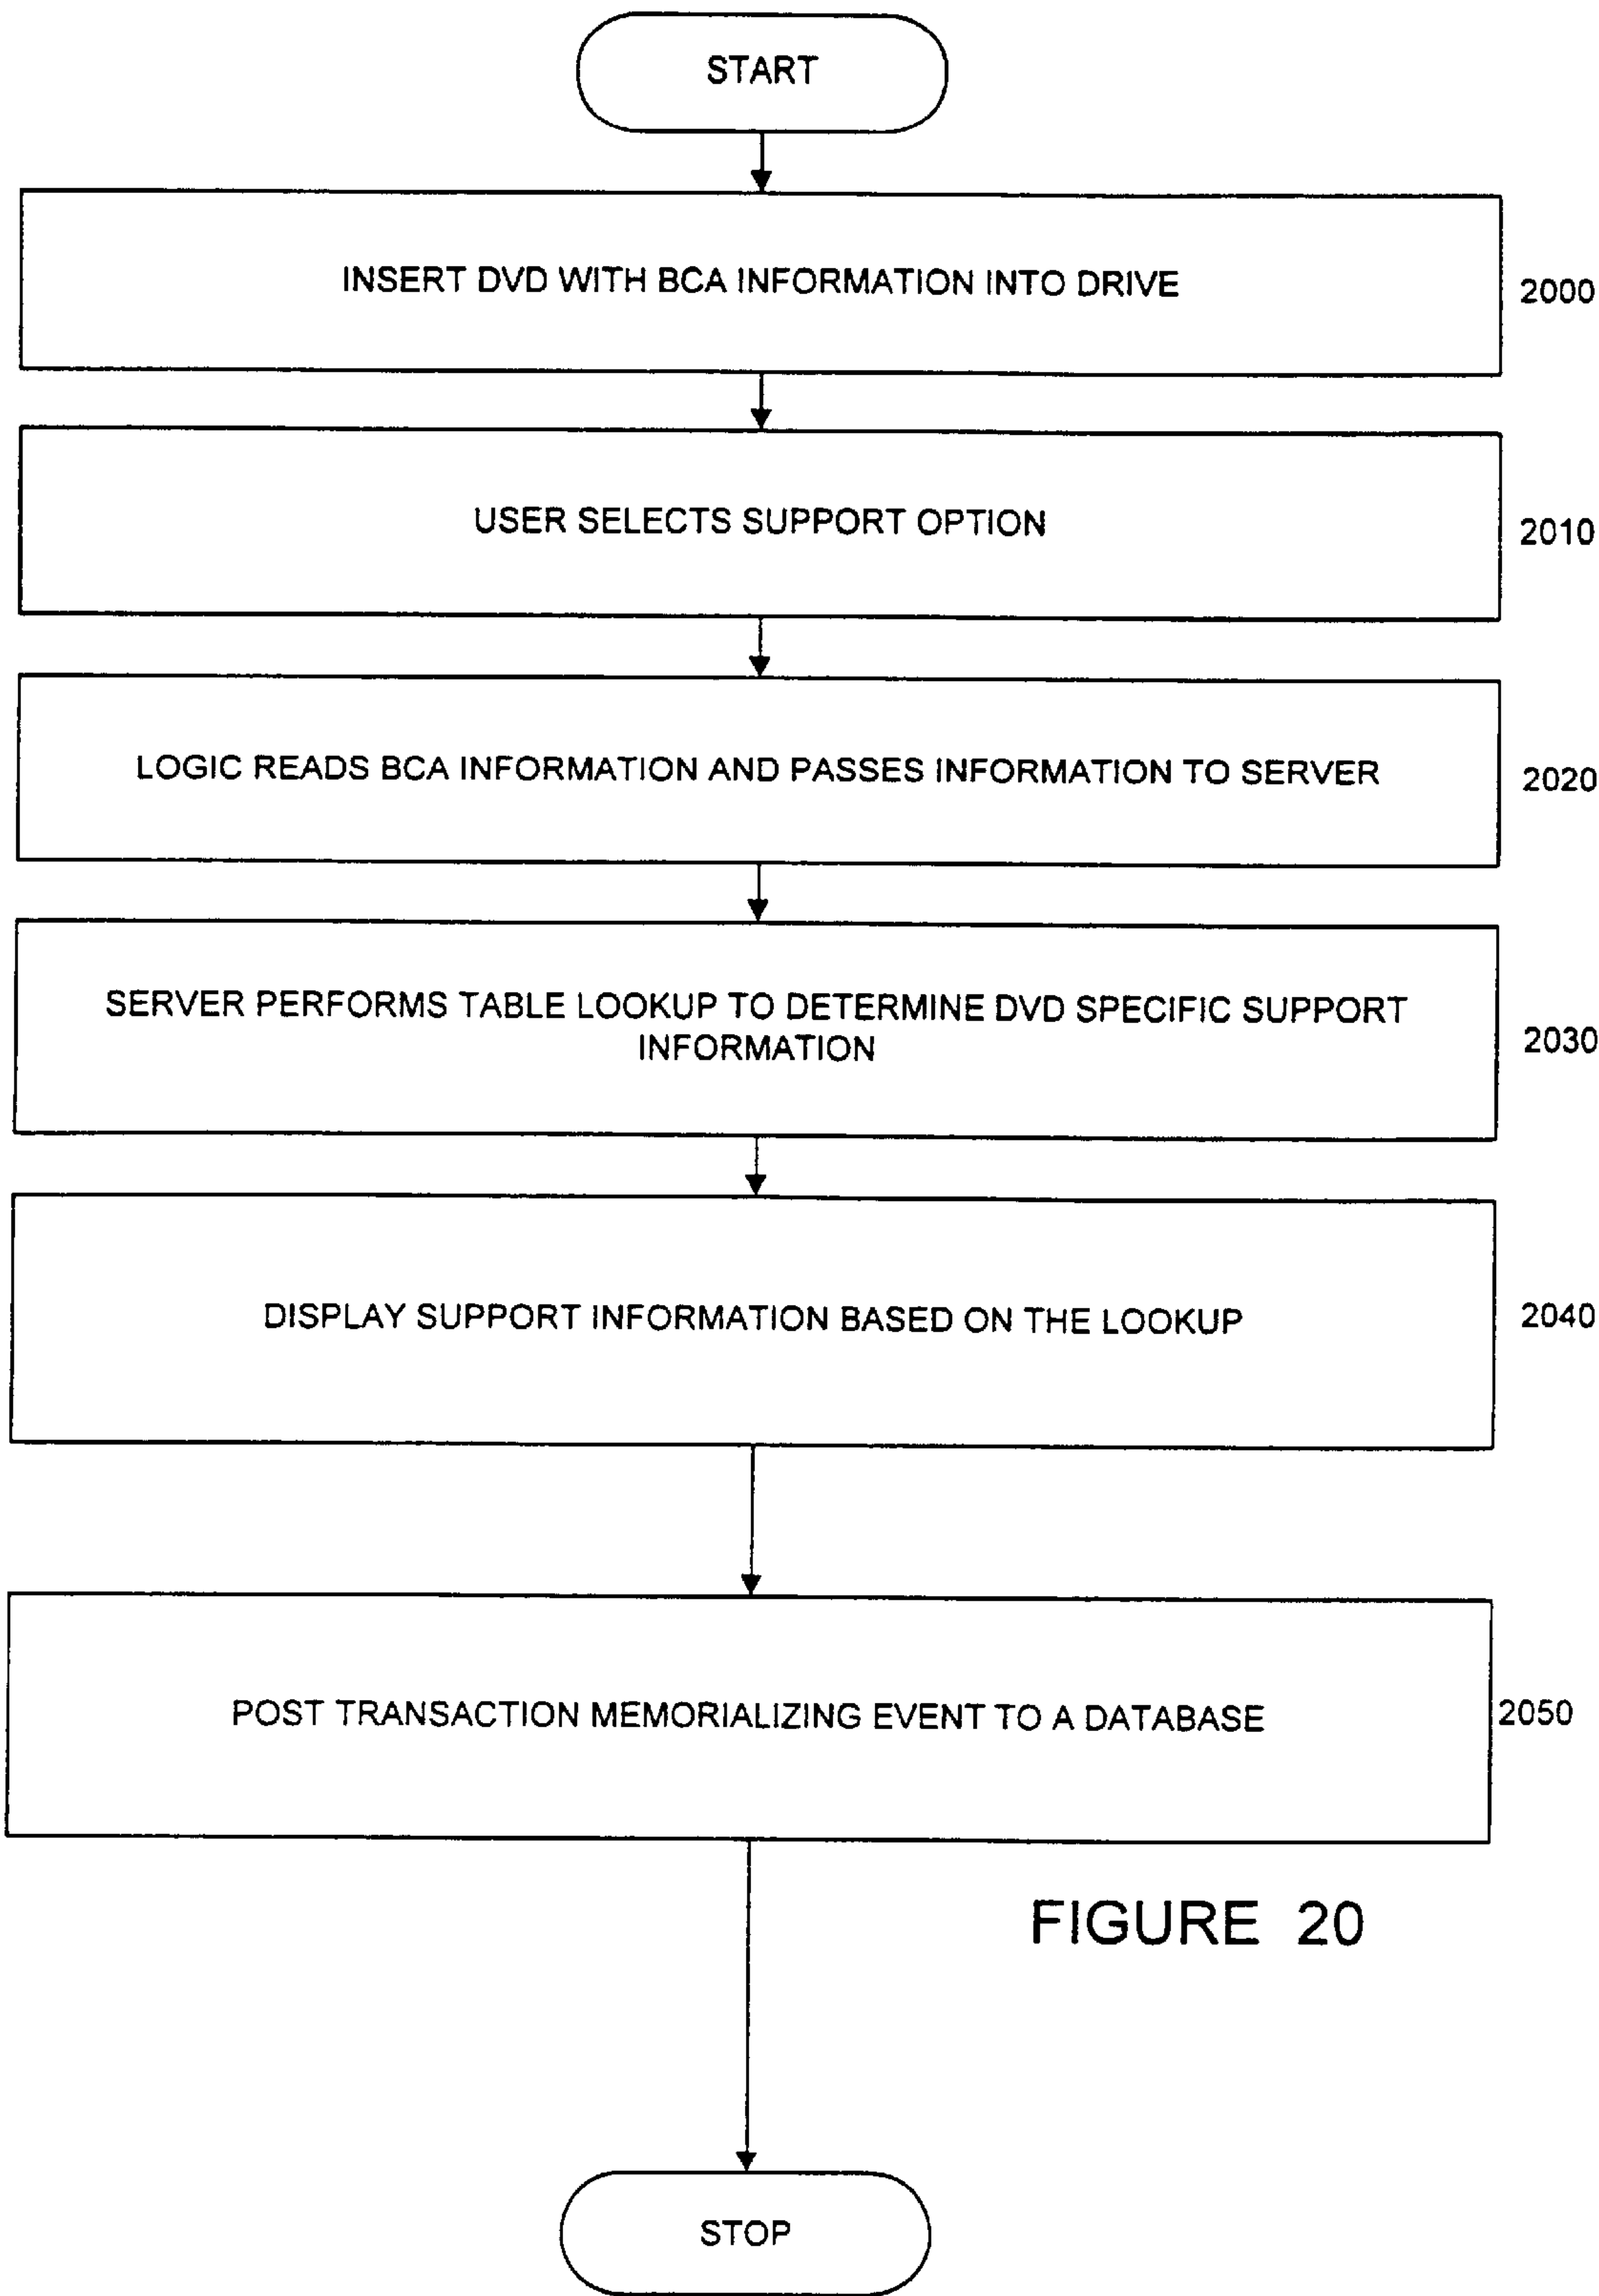 START
INSERT DVD WITH BCA INFORMATION INTO DRIVE
2000
USER SELECTS SUPPORT OPTION
2010
LOGIC READS BCA INFORMATION AND PASSES INFORMATION TO SERVER
2020
SERVER PERFORMS TABLE LOOKUP TO DETERMINE DVD SPECIFIC SUPPORT
INFORMATION
2030
DISPLAY SUPPORT INFORMATION BASED ON THE LOOKUP
2040
POST TRANSACTION MEMORIALIZING EVENT TO A DATABASE
2050
FIGURE 20
STOP